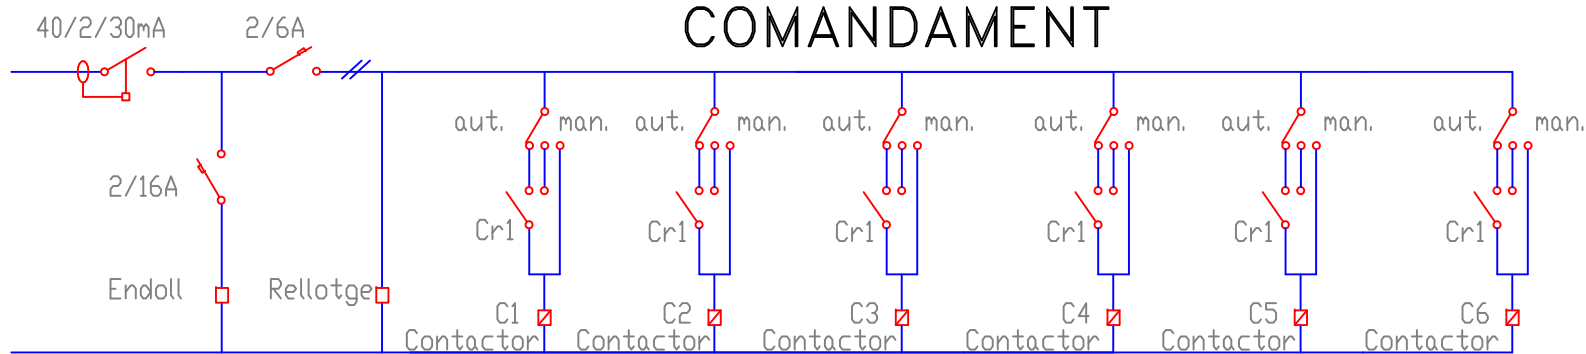 COMANDAMENT
40/2/30mA 2/6A
aut. man. aut. man. aut. man. aut. man. aut. man. aut. man.
2/16A
Cr1 Cr1 Cr1 Cr1 Cr1 Cr1
Endoll Rellotge
C1 C2 C3 C4 C5 C6
Contactor Contactor Contactor Contactor Contactor Contactor